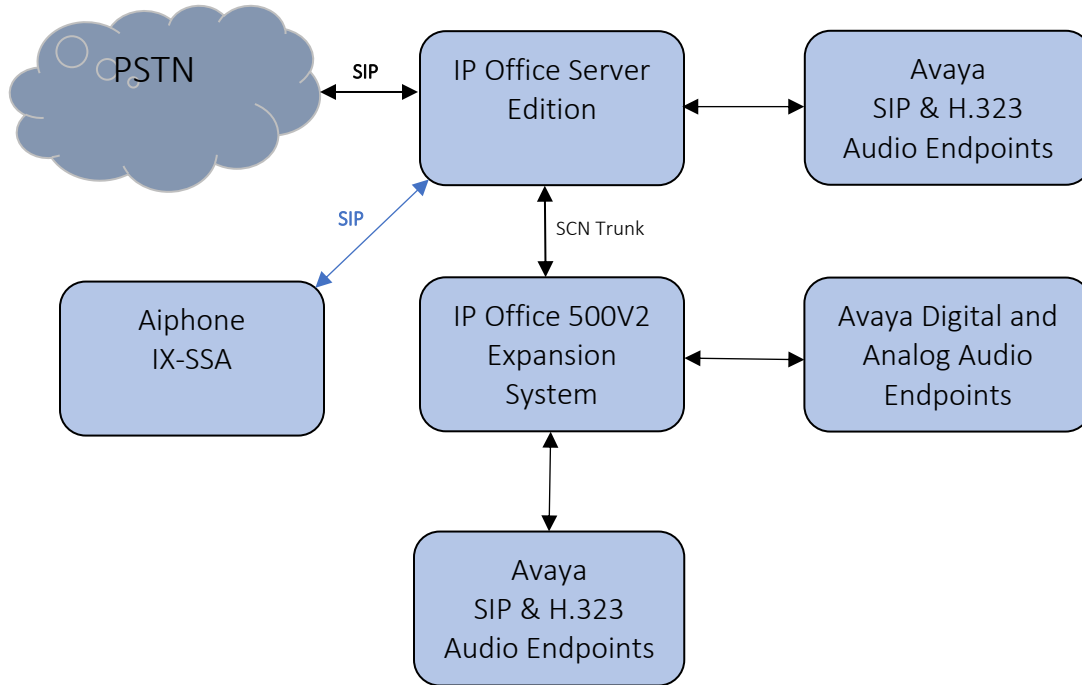 PSTN
SIP
IP Office Server
Edition
Avaya
SIP & H.323
Audio Endpoints
SIP
SCN Trunk
Aiphone
IX-SSA
IP Office 500V2
Expansion
System
Avaya Digital and
Analog Audio
Endpoints
Avaya
SIP & H.323
Audio Endpoints